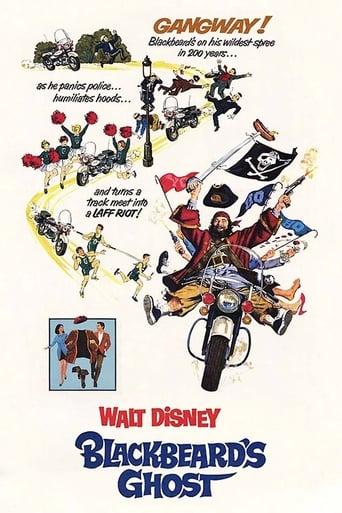 GANGWAY!
Blackbeard's on his wildest spree
in 200 years...
as he panics police...
humiliates hoods...
and turns a
track meet into
a LAFF RIOT!
WALT DISNEY
BLACKBEARD'S
GHOST